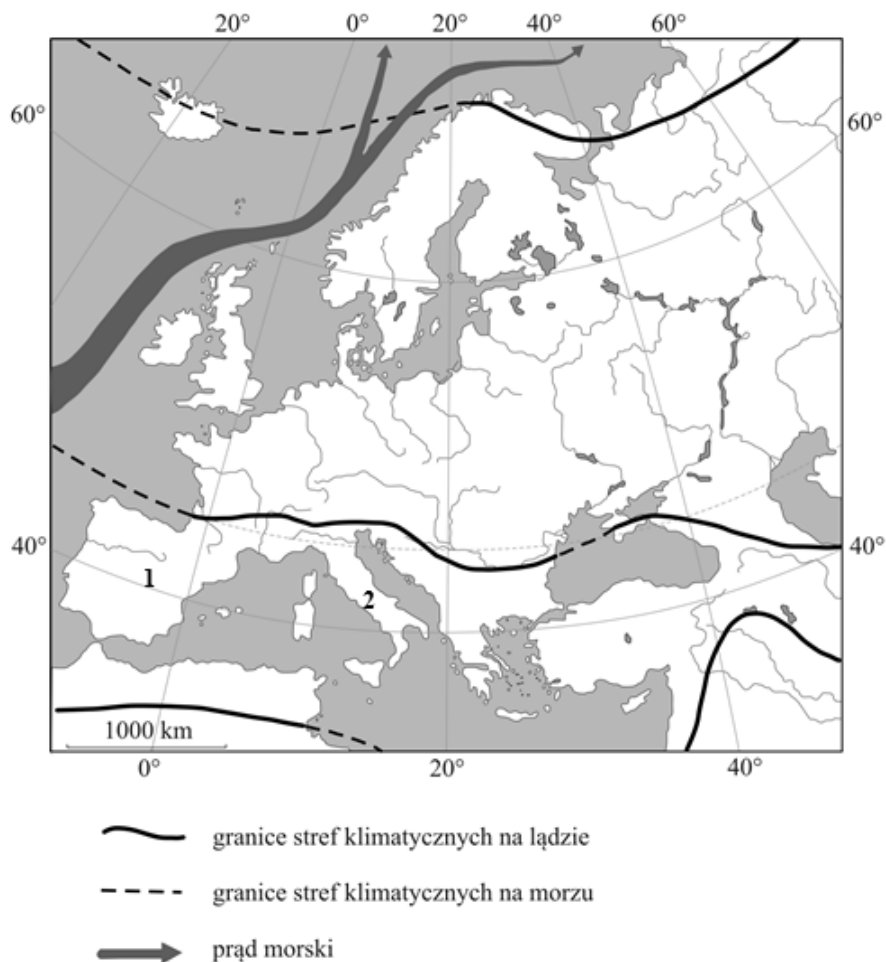 20° 0° 20° 40° 60°
60° 60°
40° 40°
1
2
1000 km
0° 20° 40°
granice stref klimatycznych na lądzie
granice stref klimatycznych na morzu
prąd morski